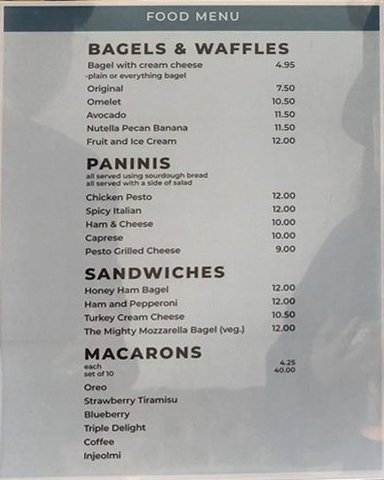 FOOD MENU
BAGELS & WAFFLES
Bagel with cream cheese 4.95
-plain or everything bagel
Original 7.50
Omelet 10.50
Avocado 11.50
Nutella Pecan Banana 11.50
Fruit and Ice Cream 12.00
PANINIS
all served using sourdough bread
all served with a side of salad
Chicken Pesto 12.00
Spicy Italian 12.00
Ham & Cheese 10.00
Caprese 10.00
Pesto Grilled Cheese 9.00
SANDWICHES
Honey Ham Bagel 12.00
Ham and Pepperoni 12.00
Turkey Cream Cheese 10.50
The Mighty Mozzarella Bagel (veg.) 12.00
MACARONS
each 4.25
set of 10 40.00
Oreo
Strawberry Tiramisu
Blueberry
Triple Delight
Coffee
Injeolmi